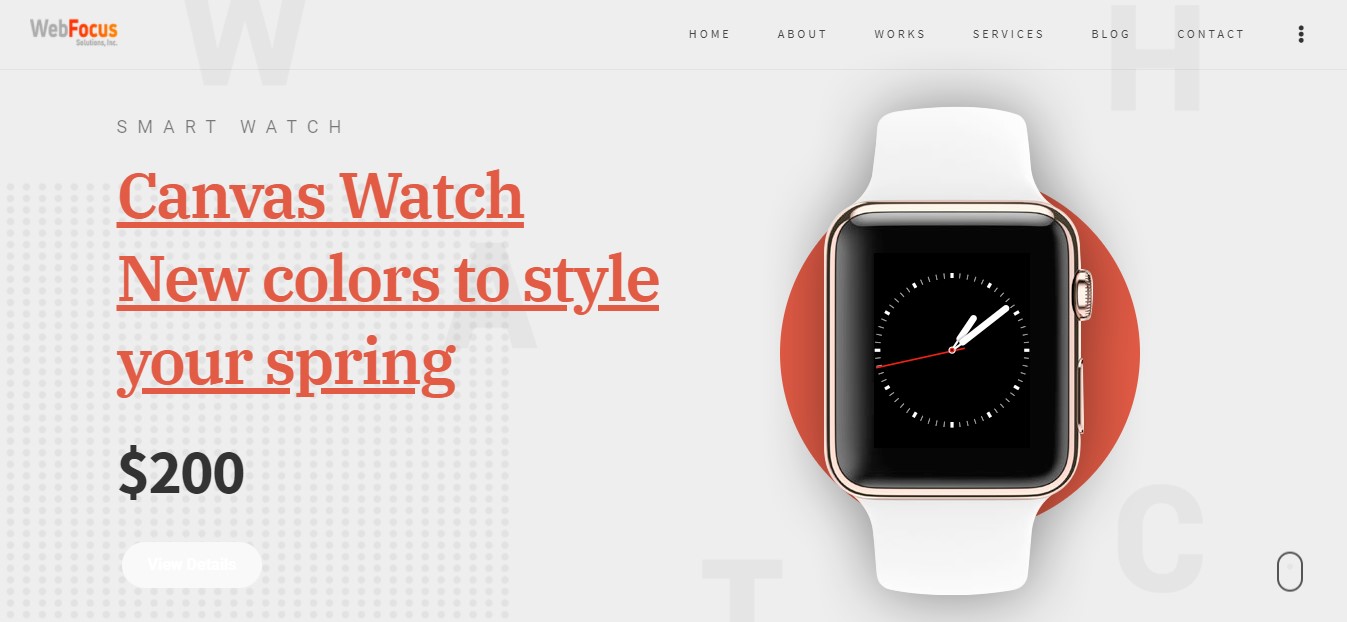 WebFocus
Solutions, Inc.
HOME
ABOUT
WORKS
SERVICES
BLOG
CONTACT
SMART WATCH
Canvas Watch
New colors to style
your spring
$200
View Details
W
A
T
C
H